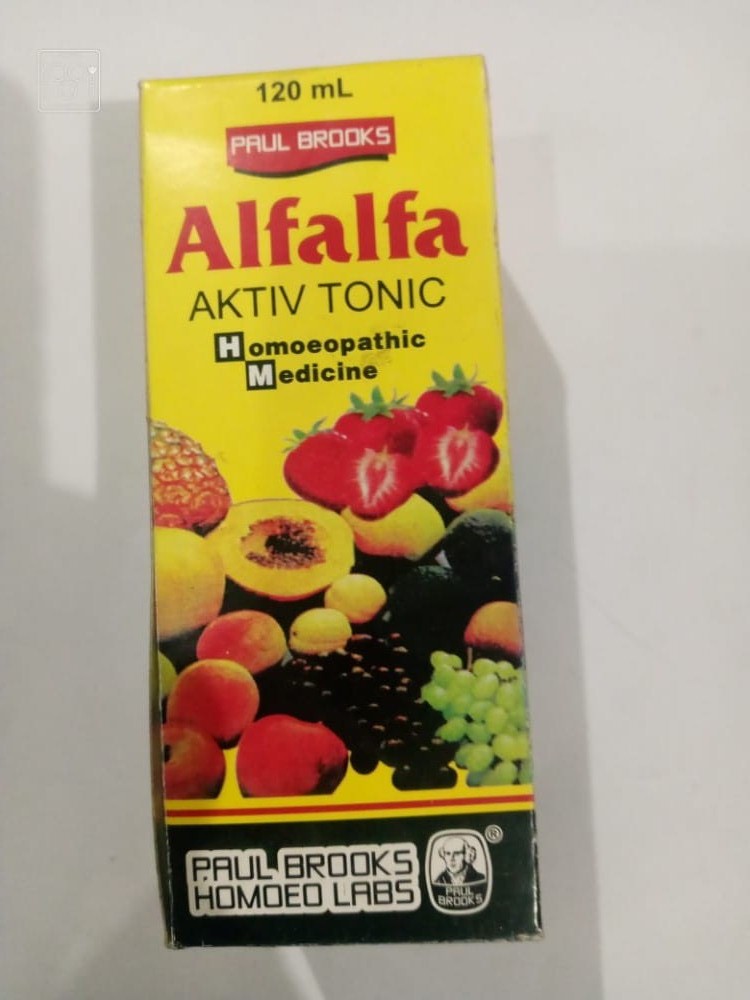 120 mL
PAUL BROOKS
Alfalfa
AKTIV TONIC
Homoeopathic
Medicine
PAUL BROOKS
HOMOEO LABS
®
PAUL
BROOKS